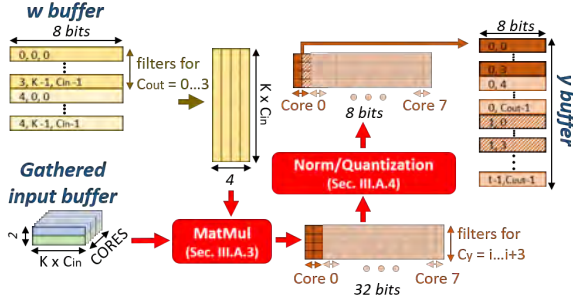 w buffer
8 bits
0, 0, 0
3, K-1, Cin-1
4, 0, 0
4, K-1, Cin-1
filters for
Cout = 0...3
K x Cin
4
Gathered
input buffer
2
K x Cin
CORES
MatMul
(Sec. III.A.3)
Norm/Quantization
(Sec. III.A.4)
Core 0
Core 7
8 bits
Core 0
Core 7
32 bits
filters for
Cy = i...i+3
8 bits
0, 0
0, 3
0, 4
0, Cout-1
1, 0
1, 3
t-1, Cout-1
y buffer